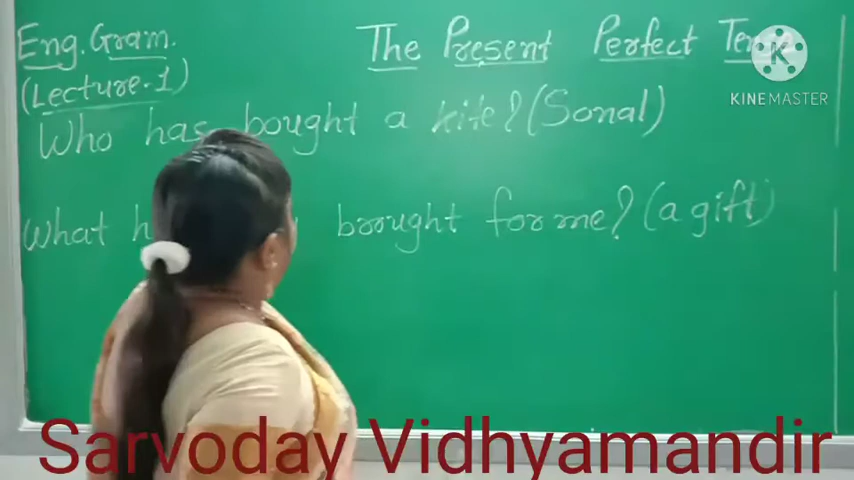 Eng. Gram. The Present Perfect Tense
(Lecture-1)
KINEMASTER
Who has bought a kite? (Sonal)
What brought for me? (a gift)
Sarvoday Vidhyamandir